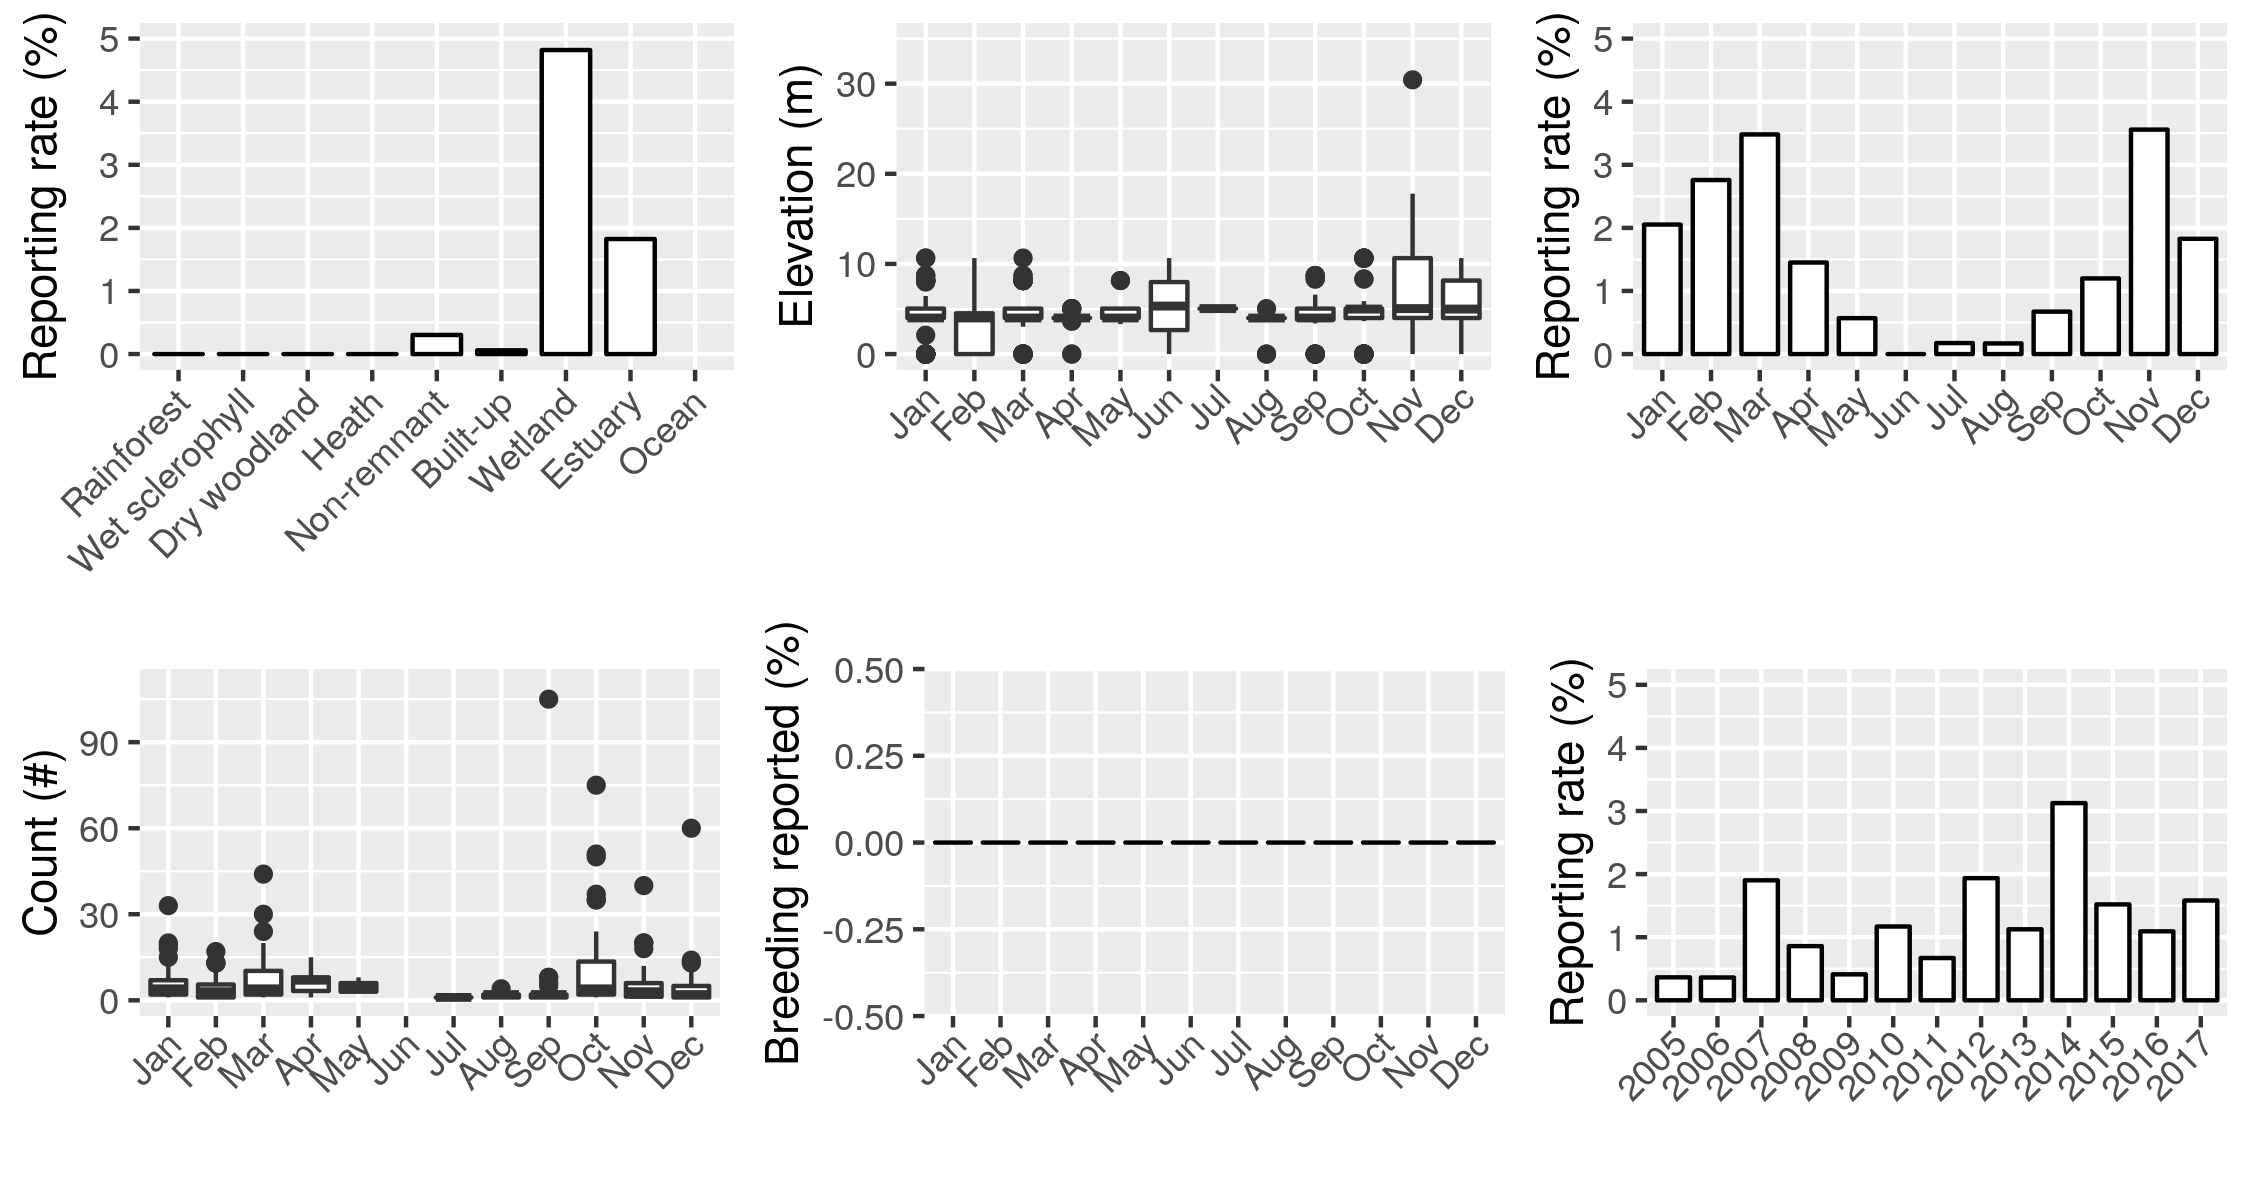 Reporting rate (%)
5
4
3
2
1
0
Rainforest
Wet sclerophyll
Dry woodland
Heath
Non-remnant
Built-up
Wetland
Estuary
Ocean
Elevation (m)
30
20
10
0
Jan
Feb
Mar
Apr
May
Jun
Jul
Aug
Sep
Oct
Nov
Dec
Reporting rate (%)
5
4
3
2
1
0
Jan
Feb
Mar
Apr
May
Jun
Jul
Aug
Sep
Oct
Nov
Dec
Count (#)
90
60
30
0
Jan
Feb
Mar
Apr
May
Jun
Jul
Aug
Sep
Oct
Nov
Dec
Breeding reported (%)
0.50
0.25
0.00
-0.25
-0.50
Jan
Feb
Mar
Apr
May
Jun
Jul
Aug
Sep
Oct
Nov
Dec
Reporting rate (%)
5
4
3
2
1
0
2005
2006
2007
2008
2009
2010
2011
2012
2013
2014
2015
2016
2017